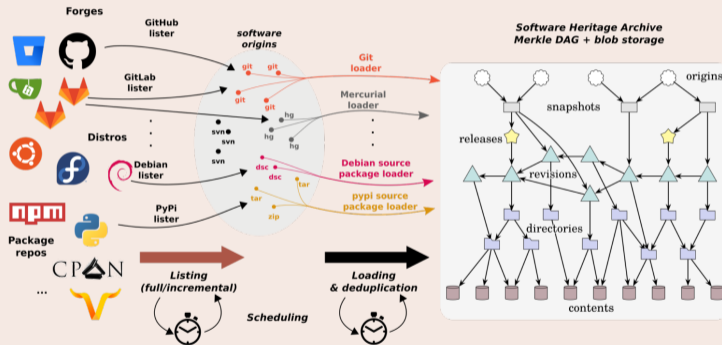 Forges
GitHub
lister
GitLab
lister
Distros
Debian
lister
PyPi
lister
npm
Package
repos
CPAN
...
software
origins
git
git
git
git
hg
hg
hg
svn
svn
svn
dsc
dsc
tar
tar
zip
Git
loader
Mercurial
loader
Debian source
package loader
pypi source
package loader
Listing
(full/incremental)
Scheduling
Loading
& deduplication
Software Heritage Archive
Merkle DAG + blob storage
origins
snapshots
releases
revisions
directories
contents